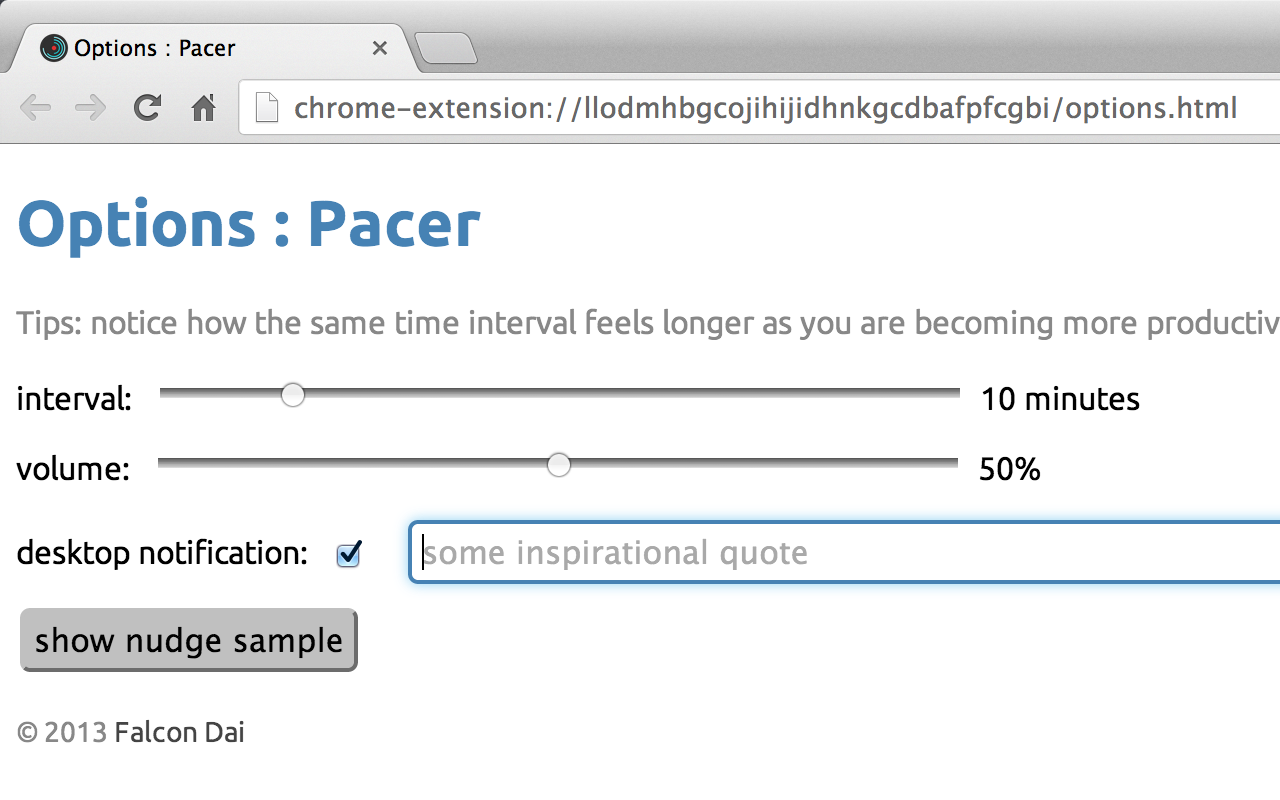 Options : Pacer
chrome-extension://llodmhbgcojihijidhnkgcdbafpfcgbi/options.html
Options : Pacer
Tips: notice how the same time interval feels longer as you are becoming more productiv
interval: 10 minutes
volume: 50%
desktop notification: some inspirational quote
show nudge sample
© 2013 Falcon Dai